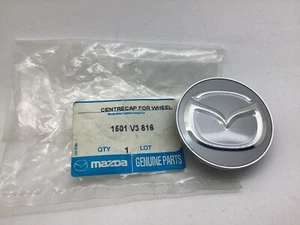 CENTRECAP FOR WHEEL
1501 V3 816
QTY 1 LOT
mazda GENUINE PARTS